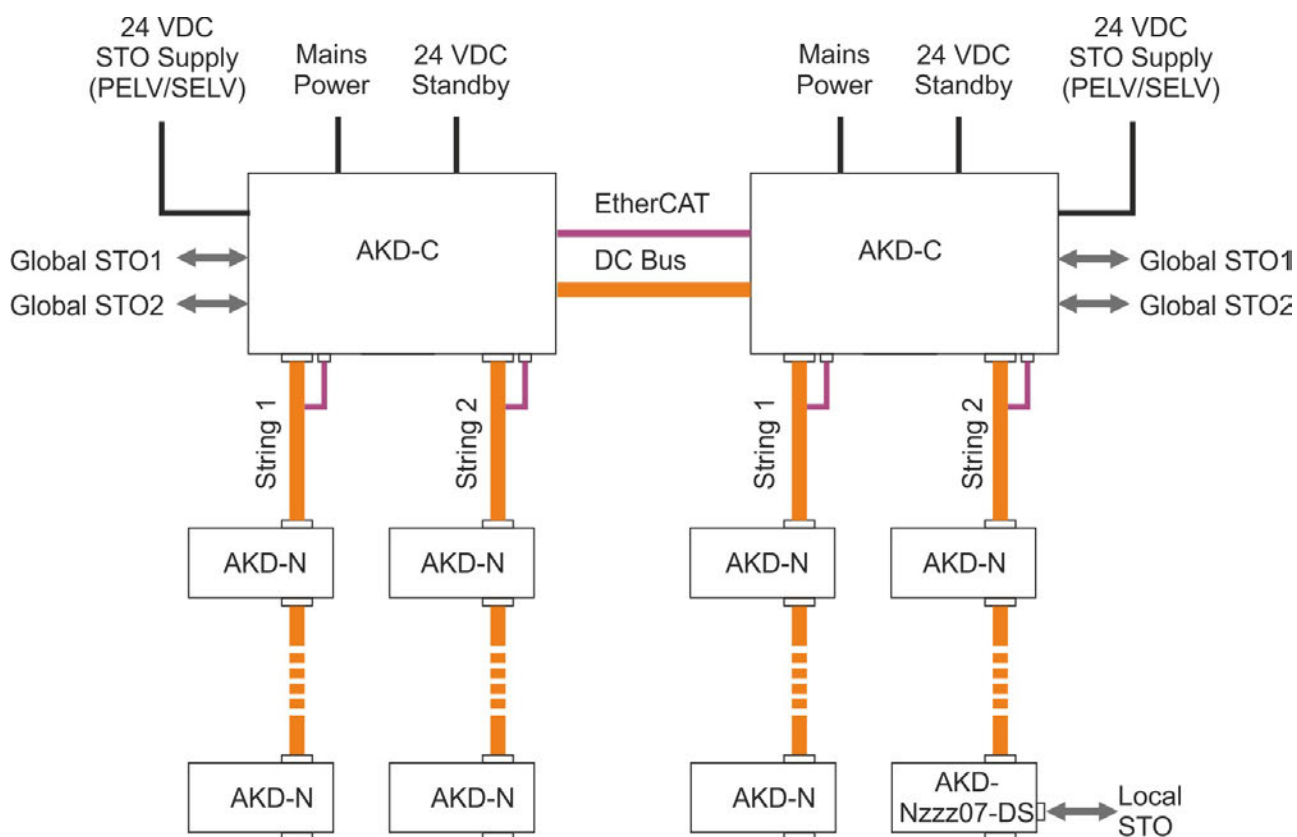 24 VDC
STO Supply
(PELV/SELV)
Mains
Power
24 VDC
Standby
Mains
Power
24 VDC
Standby
24 VDC
STO Supply
(PELV/SELV)
EtherCAT
AKD-C
DC Bus
AKD-C
Global STO1
Global STO2
Global STO1
Global STO2
String 1
String 2
String 1
String 2
AKD-N
AKD-N
AKD-N
AKD-N
AKD-N
AKD-N
AKD-N
AKD-
Nzzz07-DS
Local
STO